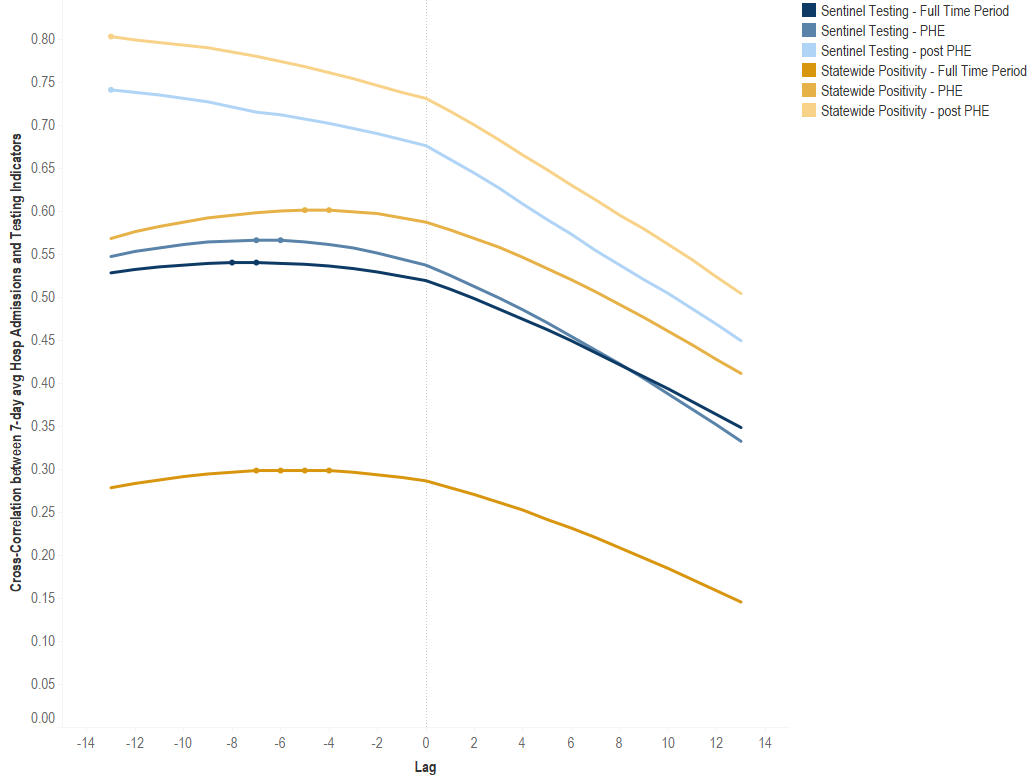 Sentinel Testing - Full Time Period
Sentinel Testing - PHE
Sentinel Testing - post PHE
Statewide Positivity - Full Time Period
Statewide Positivity - PHE
Statewide Positivity - post PHE
Cross-Correlation between 7-day avg Hosp Admissions and Testing Indicators
0.80
0.75
0.70
0.65
0.60
0.55
0.50
0.45
0.40
0.35
0.30
0.25
0.20
0.15
0.10
0.05
0.00
-14 -12 -10 -8 -6 -4 -2 0 2 4 6 8 10 12 14
Lag